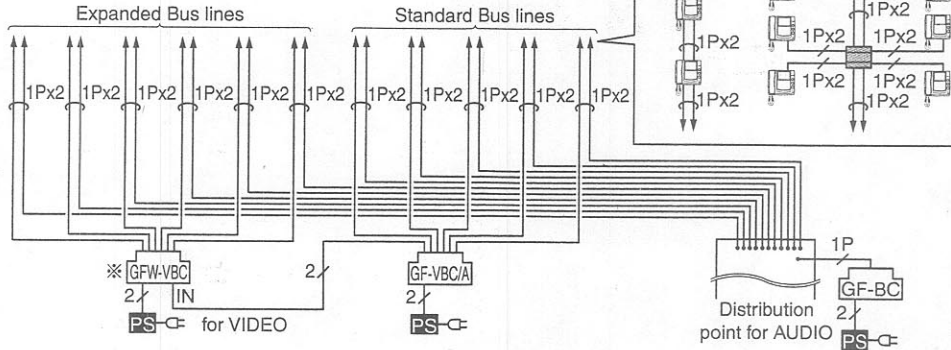 Expanded Bus lines
Standard Bus lines
1Px2
1Px2 1Px2
1Px2 1Px2
1Px2 1Px2
1Px2
1Px2 1Px2 1Px2 1Px2 1Px2 1Px2
1Px2 1Px2 1Px2 1Px2 1Px2
※ GFW-VBC
2 IN
PS
for VIDEO
2
GF-VBC/A
2
PS
Distribution
point for AUDIO
1P
GF-BC
2
PS